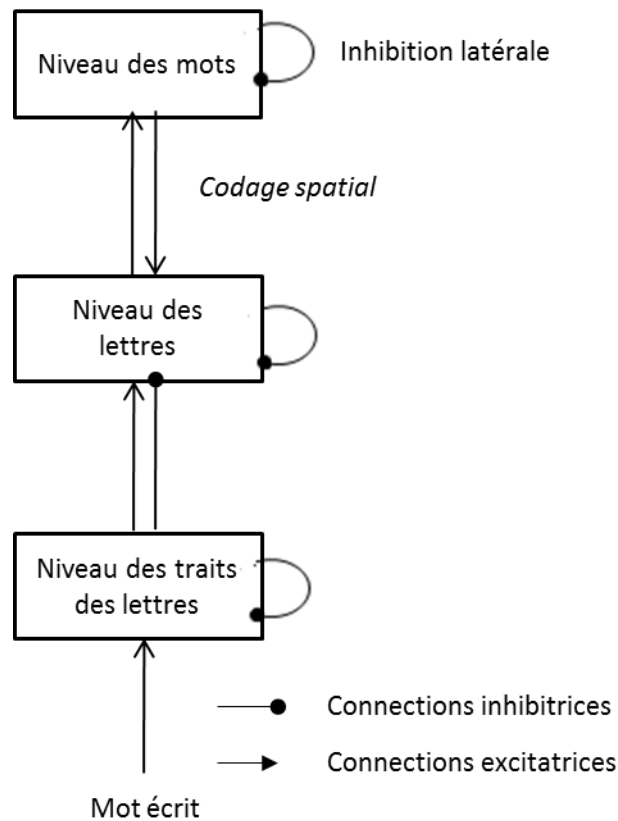 Niveau des mots
Inhibition latérale
Codage spatial
Niveau des
lettres
Niveau des traits
des lettres
Connections inhibitrices
Connections excitatrices
Mot écrit